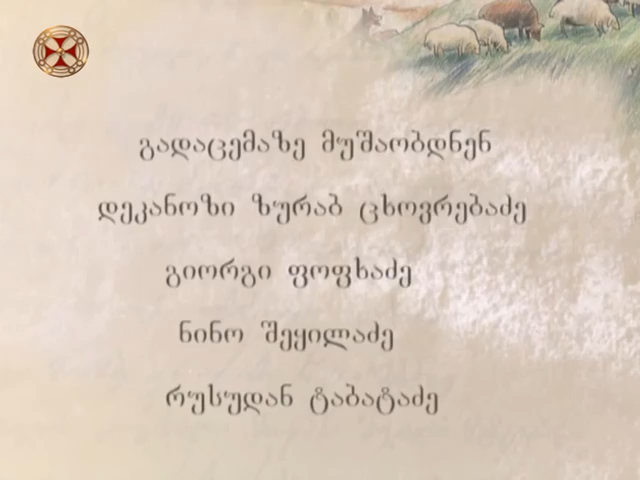 გადაცემაზე მუშაობდნენ
დეკანოზი ზურაბ ცხოვრებაძე
გიორგი ფოფხაძე
ნინო შეყილაძე
რუსუდან ტაბატაძე